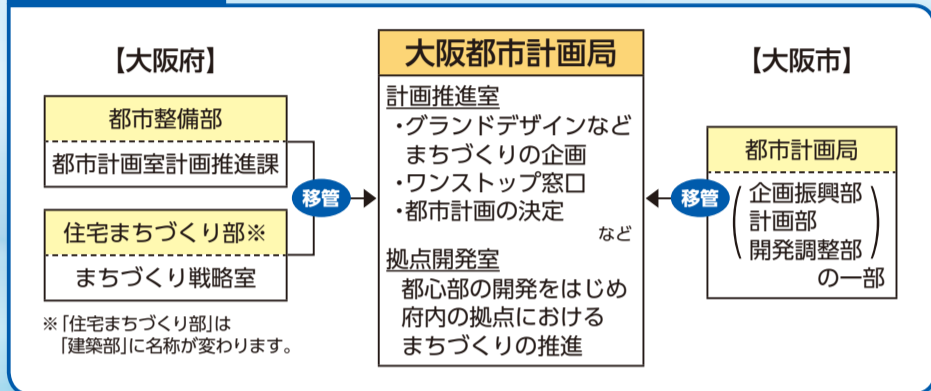 【大阪府】
都市整備部
都市計画室計画推進課
住宅まちづくり部※
まちづくり戦略室
※「住宅まちづくり部」は
「建築部」に名称が変わります。
移管
大阪都市計画局
計画推進室
・グランドデザインなど
まちづくりの企画
・ワンストップ窓口
・都市計画の決定
など
拠点開発室
都心部の開発をはじめ
府内の拠点における
まちづくりの推進
移管
【大阪市】
都市計画局
(企画振興部
計画部
開発調整部)
の一部